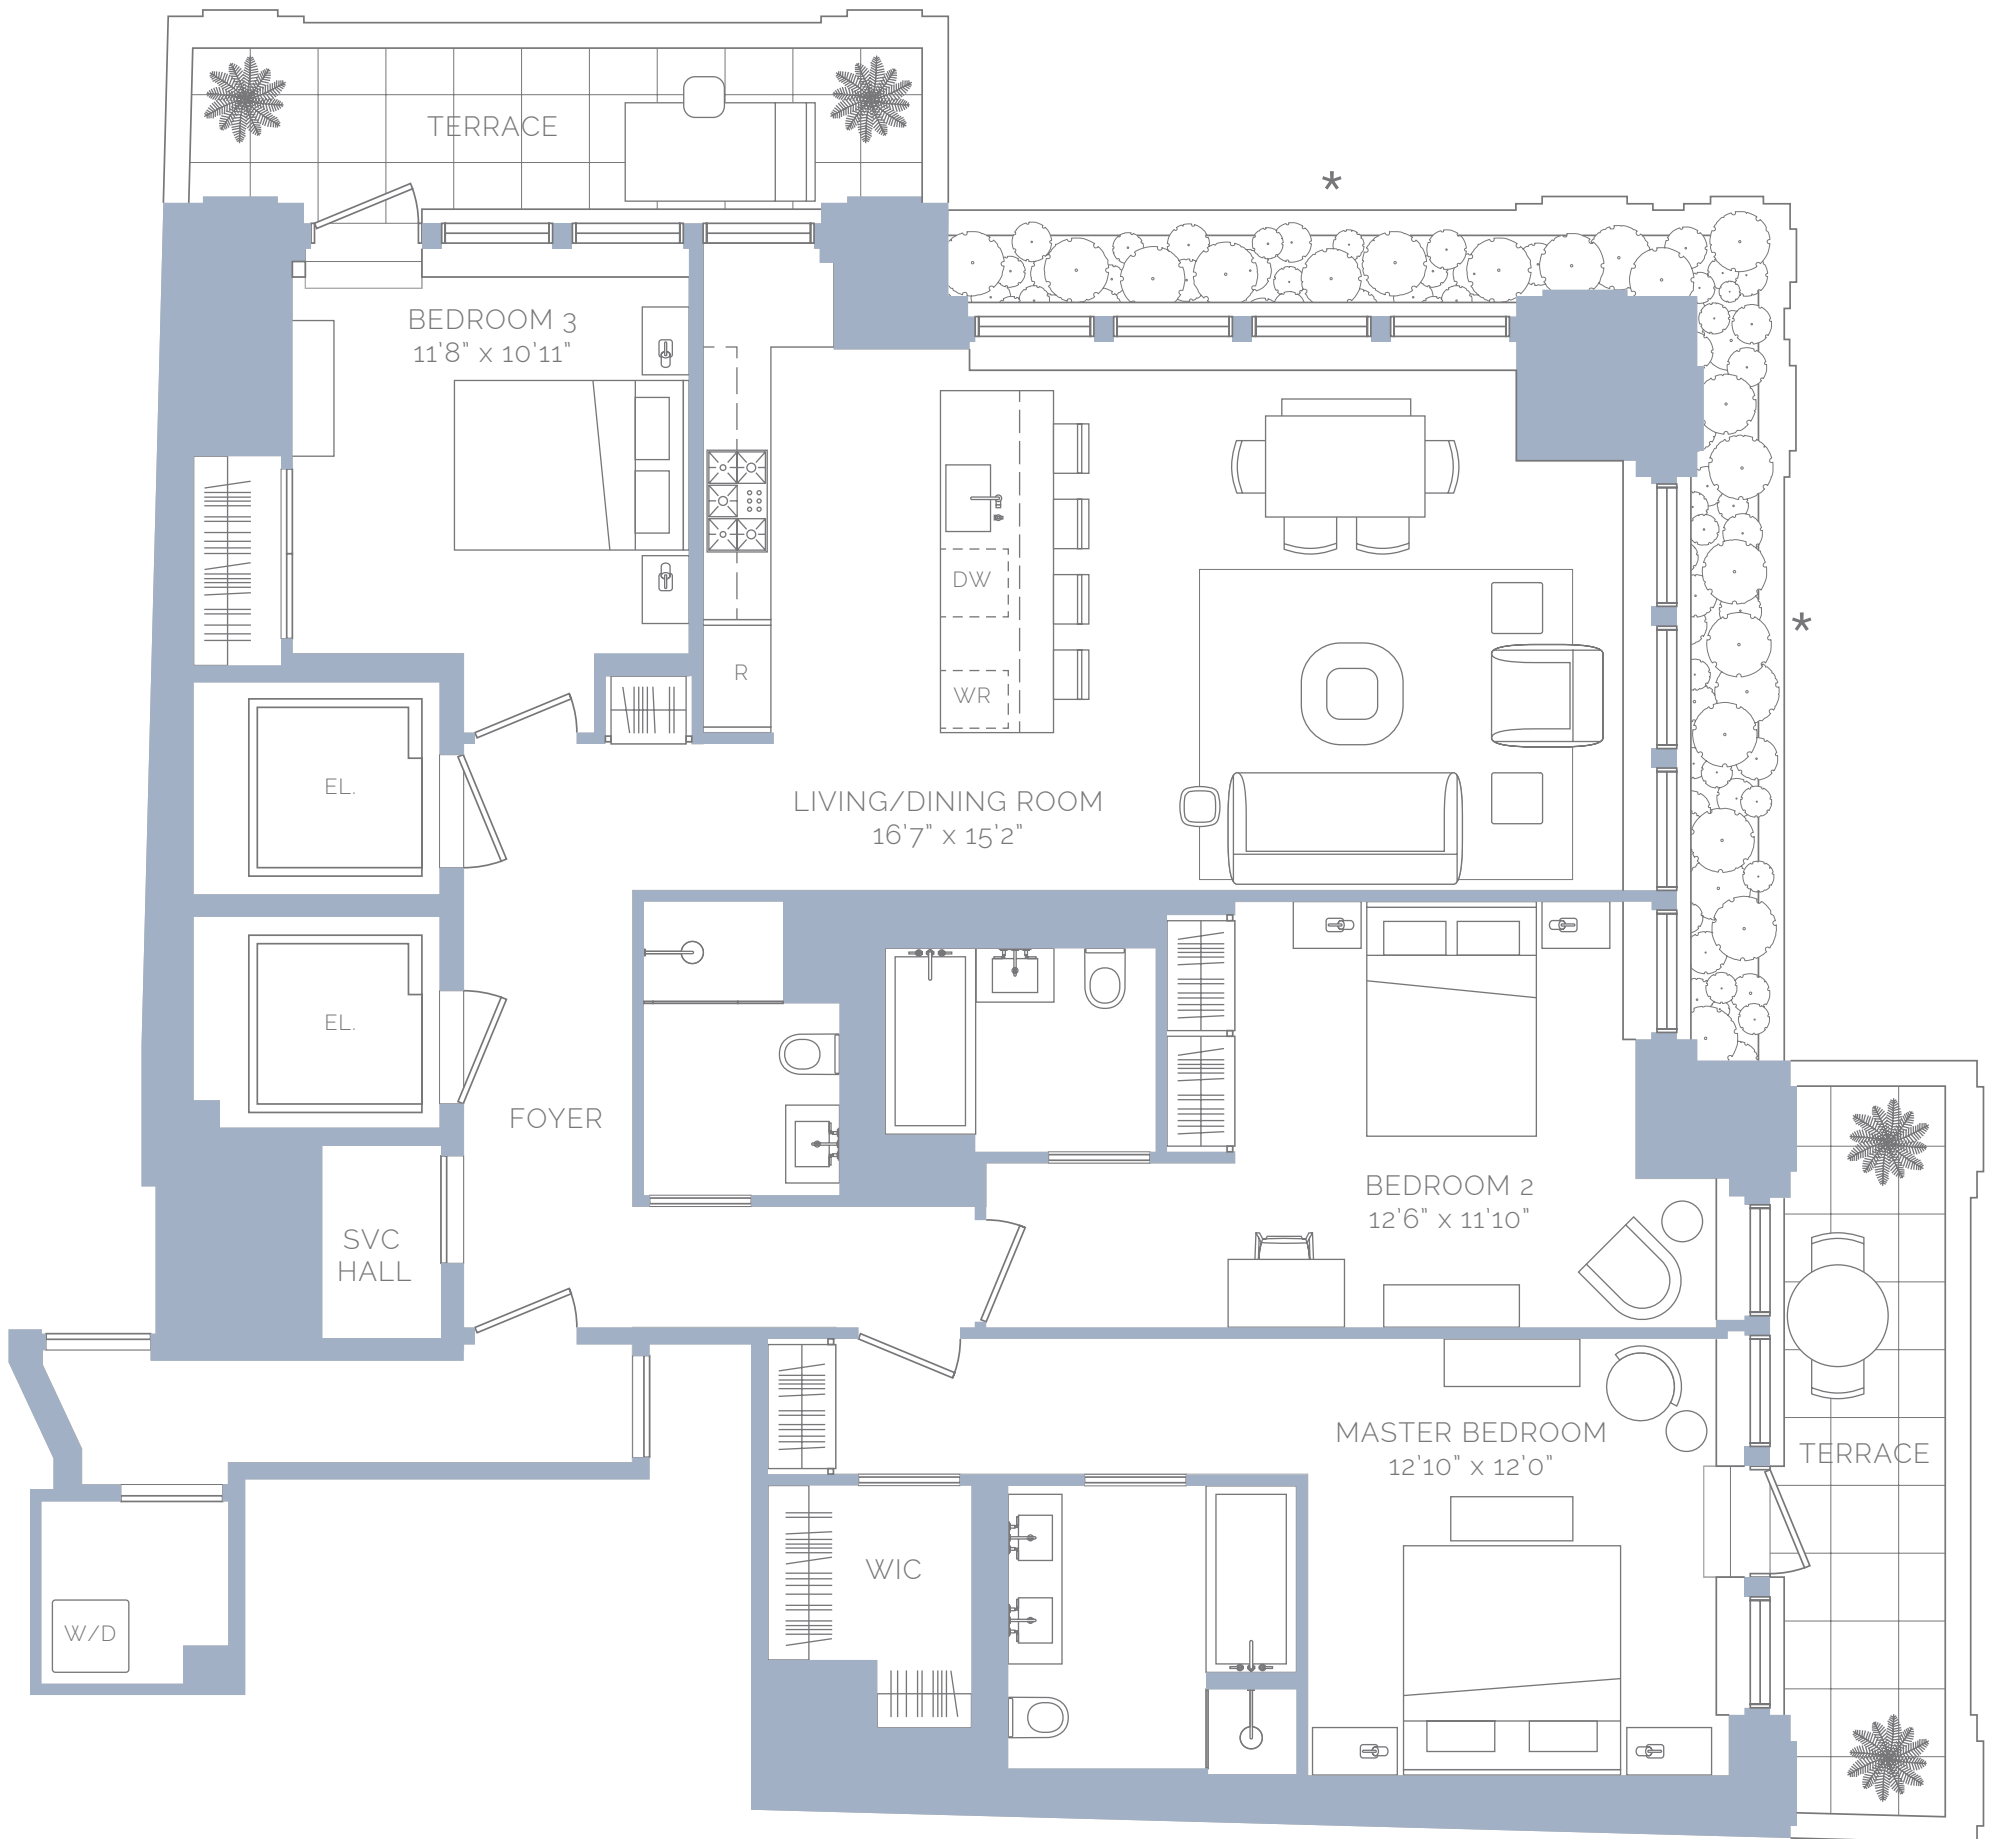 TERRACE
*
BEDROOM 3
11'8" x 10'11"
DW
*
R
WR
EL.
LIVING/DINING ROOM
16'7" x 15'2"
EL.
FOYER
BEDROOM 2
12'6" x 11'10"
SVC
HALL
MASTER BEDROOM
12'10" x 12'0"
TERRACE
WIC
W/D